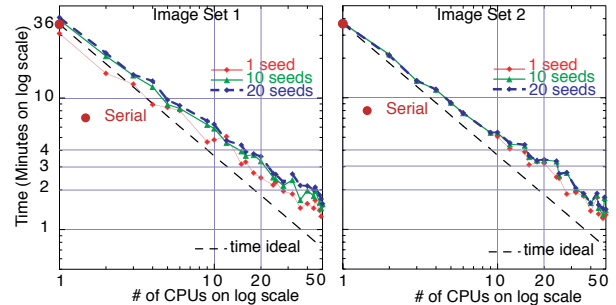 Image Set 1
Image Set 2
Time (Minutes on log scale)
36
10
4
3
2
1
1 seed
10 seeds
20 seeds
Serial
time ideal
1
10
20
50
# of CPUs on log scale
1 seed
10 seeds
20 seeds
Serial
time ideal
1
10
20
50
# of CPUs on log scale